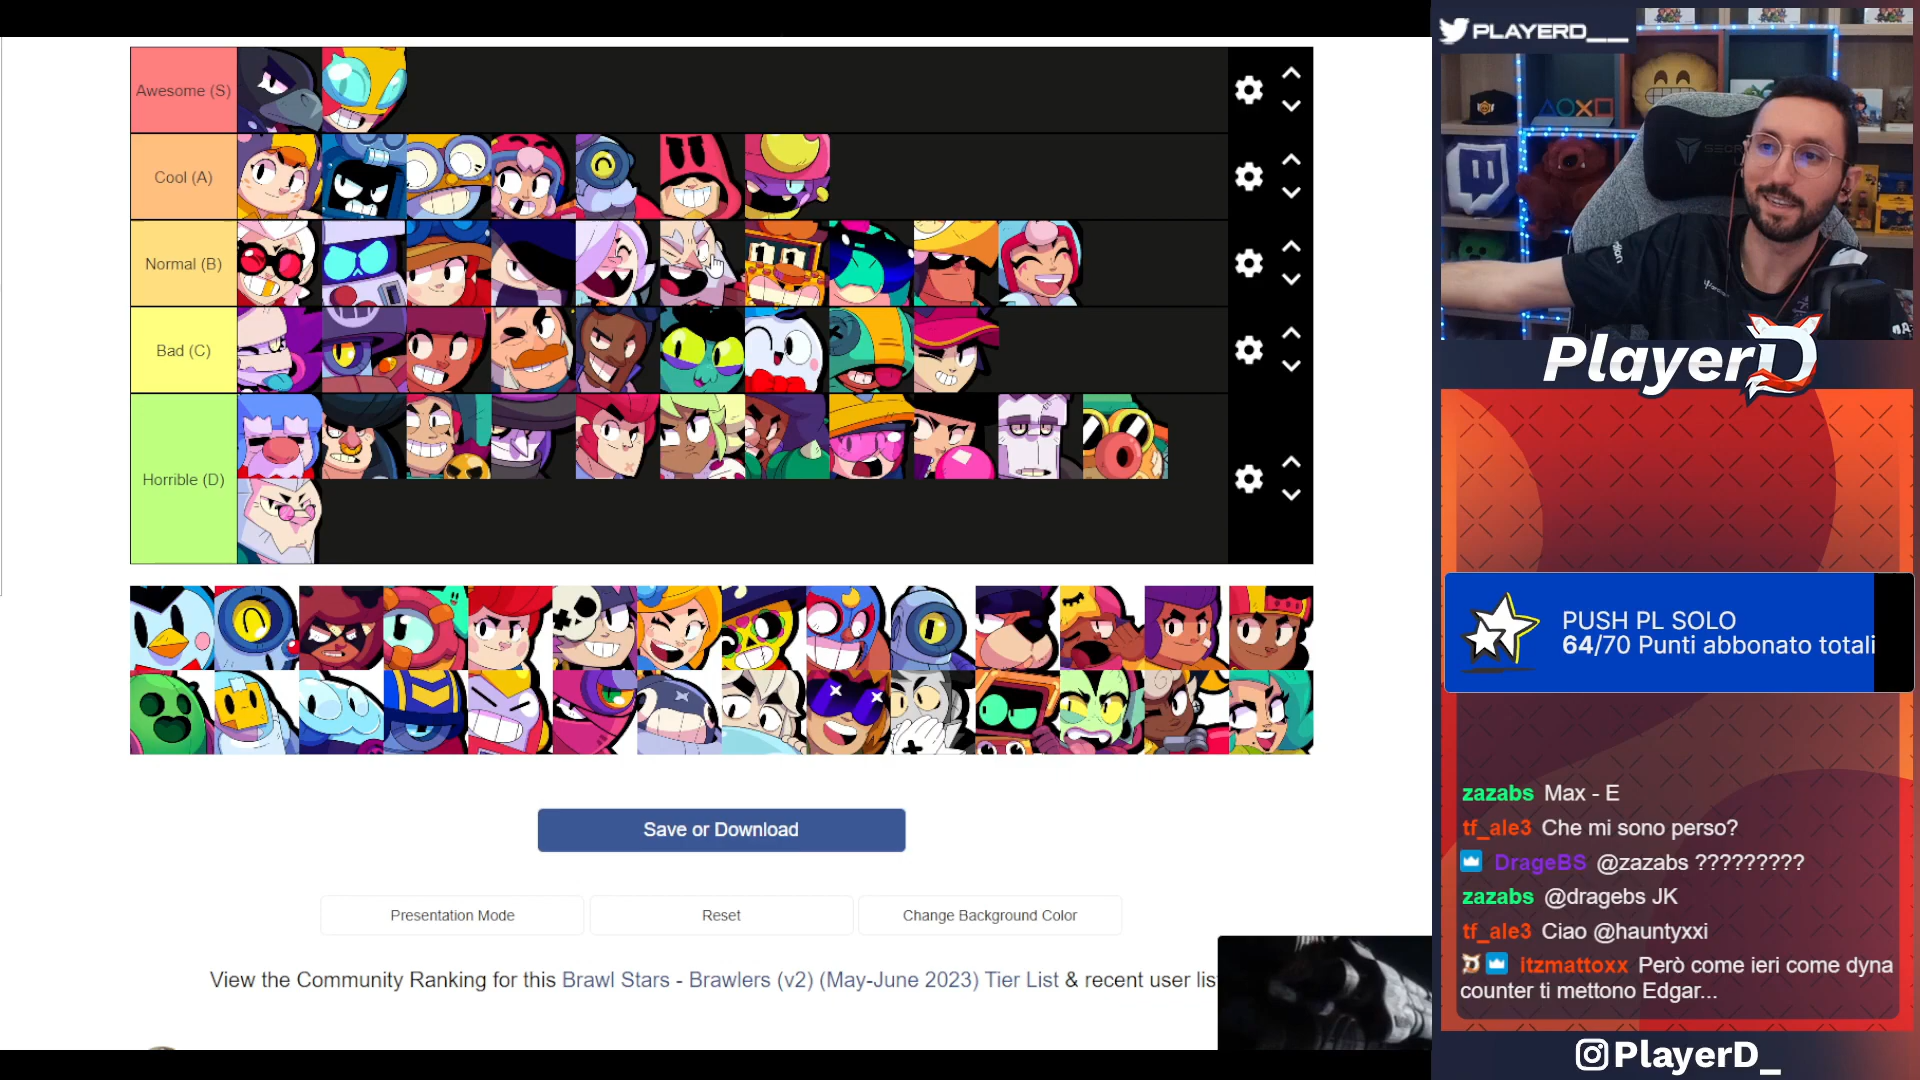 PLAYERD__
Awesome (S)
Cool (A)
Normal (B)
Bad (C)
Horrible (D)
PlayerD
PUSH PL SOLO
64/70 Punti abbonato totali
zazabs Max - E
tf_ale3 Che mi sono perso?
DrageBS @zazabs ?????????
zazabs @dragebs JK
tf_ale3 Ciao @hauntyxxi
itzmattoxx Però come ieri come dyna
counter ti mettono Edgar...
Save or Download
Presentation Mode
Reset
Change Background Color
View the Community Ranking for this Brawl Stars - Brawlers (v2) (May-June 2023) Tier List & recent user lis
PlayerD_